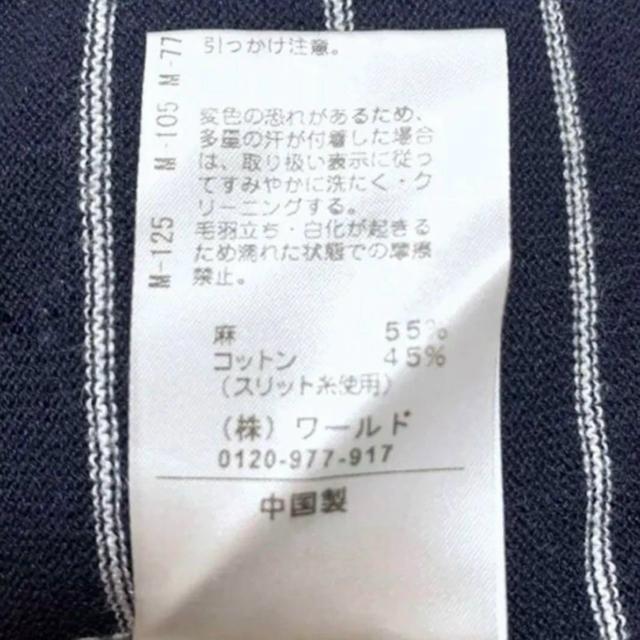 引っかけ注意。
変色の恐れがあるため、
多量の汗が付着した場合
は、取り扱い表示に従っ
てすみやかに洗たく・ク
リーニングする。
毛羽立ち・白化が起きる
ため濡れた状態での摩擦
禁止。
麻 55%
コットン 45%
(スリット糸使用)
(株)ワールド
0120-977-917
中国製
M-125 M-105 M-77